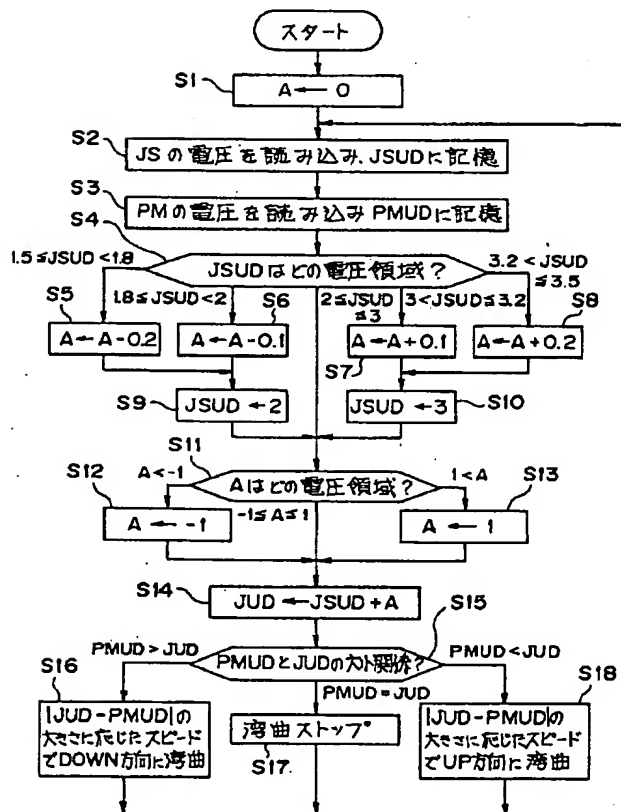 スタート
S1
A ← 0
S2
JSの電圧を読み込み、JSUDに記憶
S3
PMの電圧を読み込みPMUDに記憶
S4
JSUDはどの電圧領域?
1.5≦JSUD<1.8
1.8≦JSUD<2
2≦JSUD
≦3
3<JSUD≦3.2
3.2<JSUD
≦3.5
S5
A←A-0.2
S6
A←A-0.1
S7
A←A+0.1
S8
A←A+0.2
S9
JSUD ←2
S10
JSUD ←3
S11
Aはどの電圧領域?
A<-1
-1≦A≦1
1<A
S12
A ← -1
S13
A ← 1
S14
JUD ←JSUD+A
S15
PMUDとJUDの大小関係?
PMUD>JUD
PMUD=JUD
PMUD<JUD
S16
|JUD-PMUD|の
大きさに応じたスピード
でDOWN方向に湾曲
湾曲ストップ
S17
S18
|JUD-PMUD|の
大きさに応じたスピード
でUP方向に湾曲